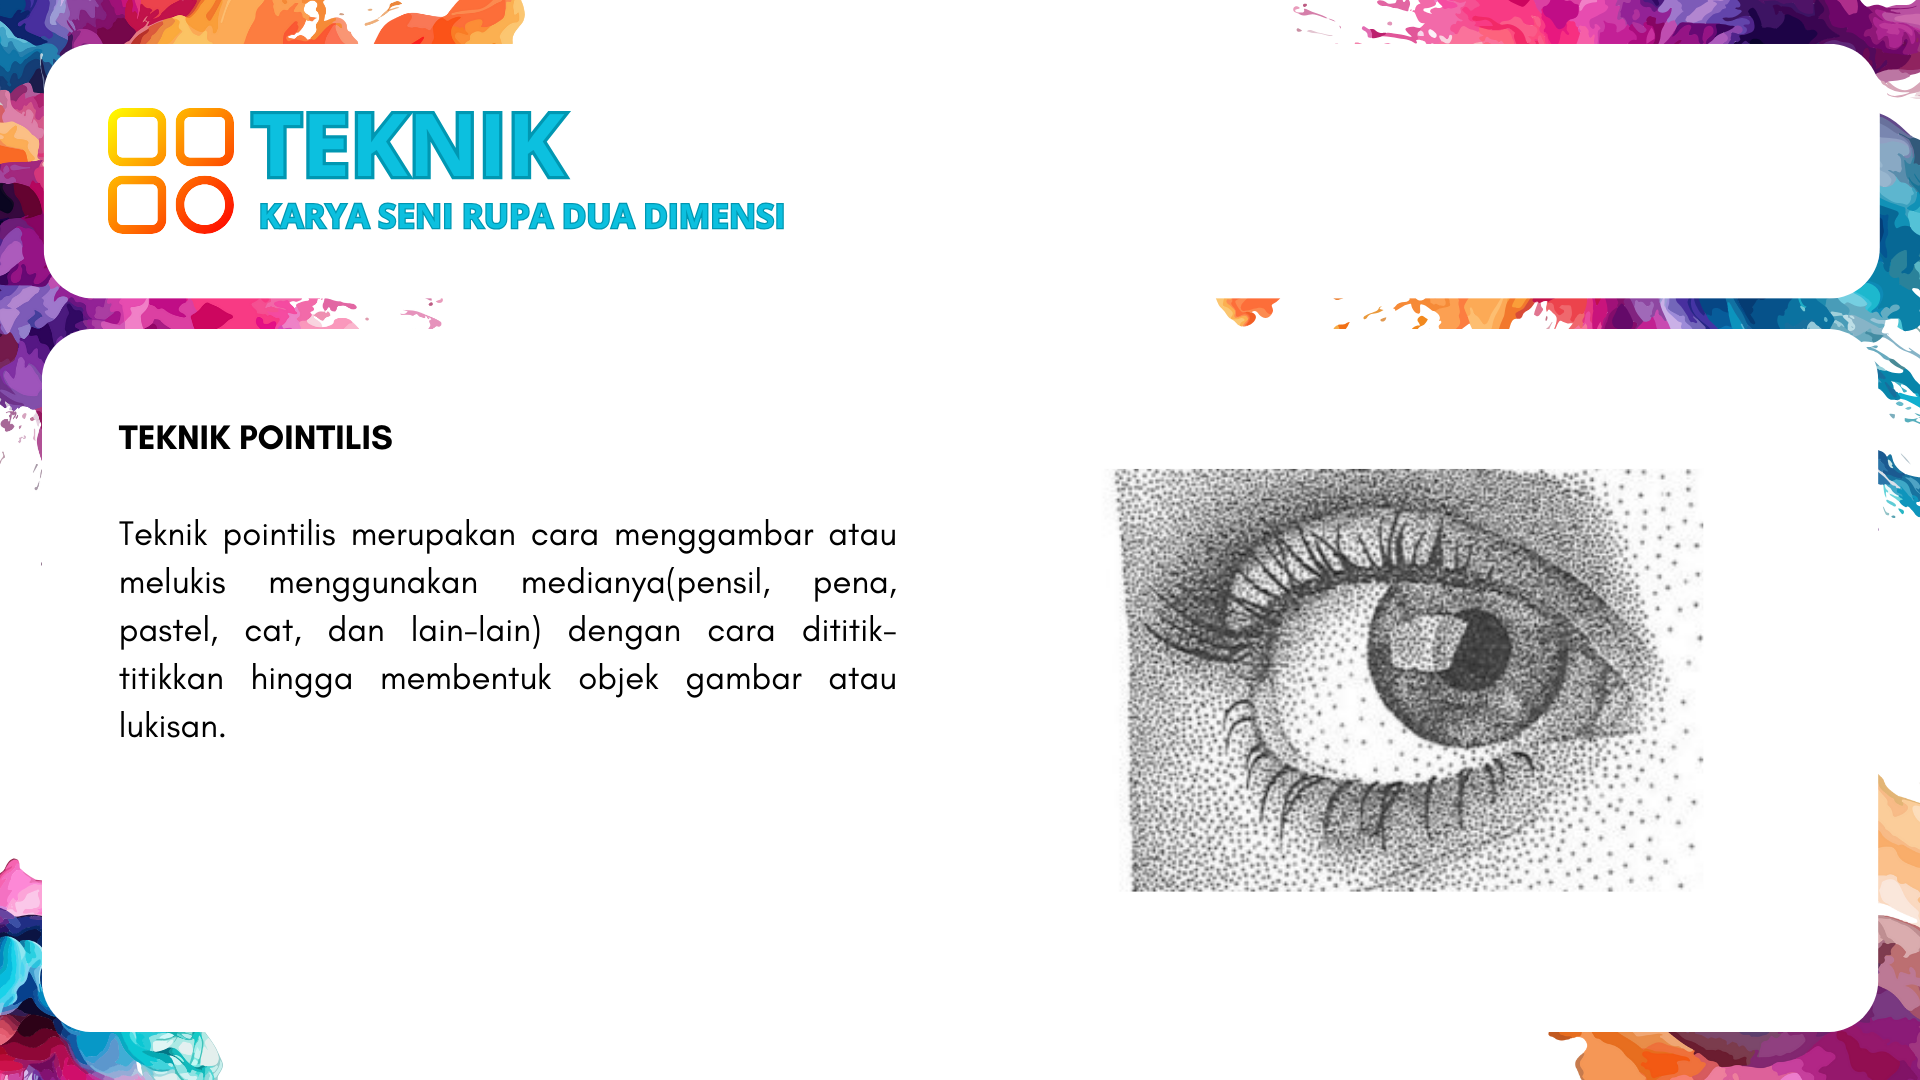 TEKNIK
KARYA SENI RUPA DUA DIMENSI
TEKNIK POINTILIS
Teknik pointilis merupakan cara menggambar atau
melukis menggunakan medianya(pensil, pena,
pastel, cat, dan lain-lain) dengan cara dititik-
titikkan hingga membentuk objek gambar atau
lukisan.